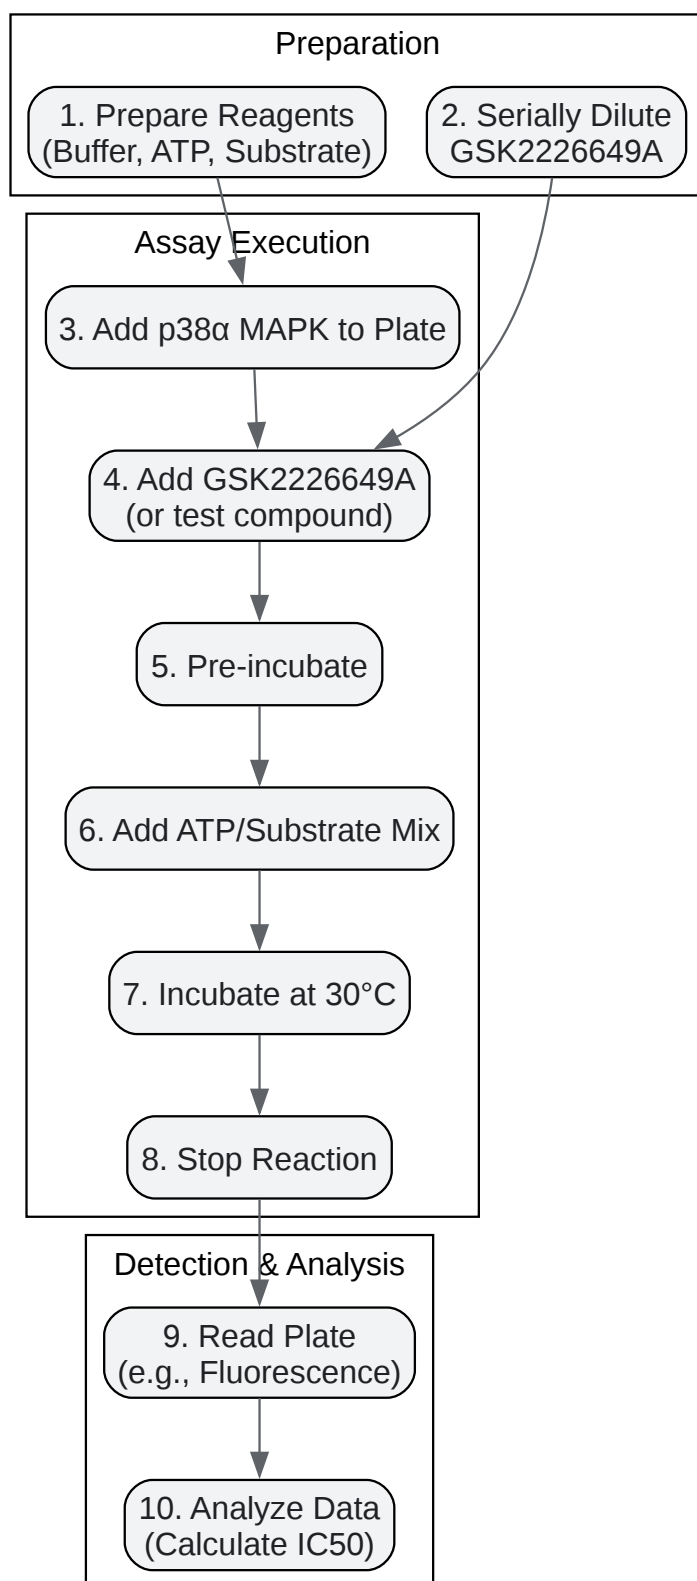 Preparation
1. Prepare Reagents
(Buffer, ATP, Substrate)
2. Serially Dilute
GSK2226649A
Assay Execution
3. Add p38α MAPK to Plate
4. Add GSK2226649A
(or test compound)
5. Pre-incubate
6. Add ATP/Substrate Mix
7. Incubate at 30°C
8. Stop Reaction
Detection & Analysis
9. Read Plate
(e.g., Fluorescence)
10. Analyze Data
(Calculate IC50)